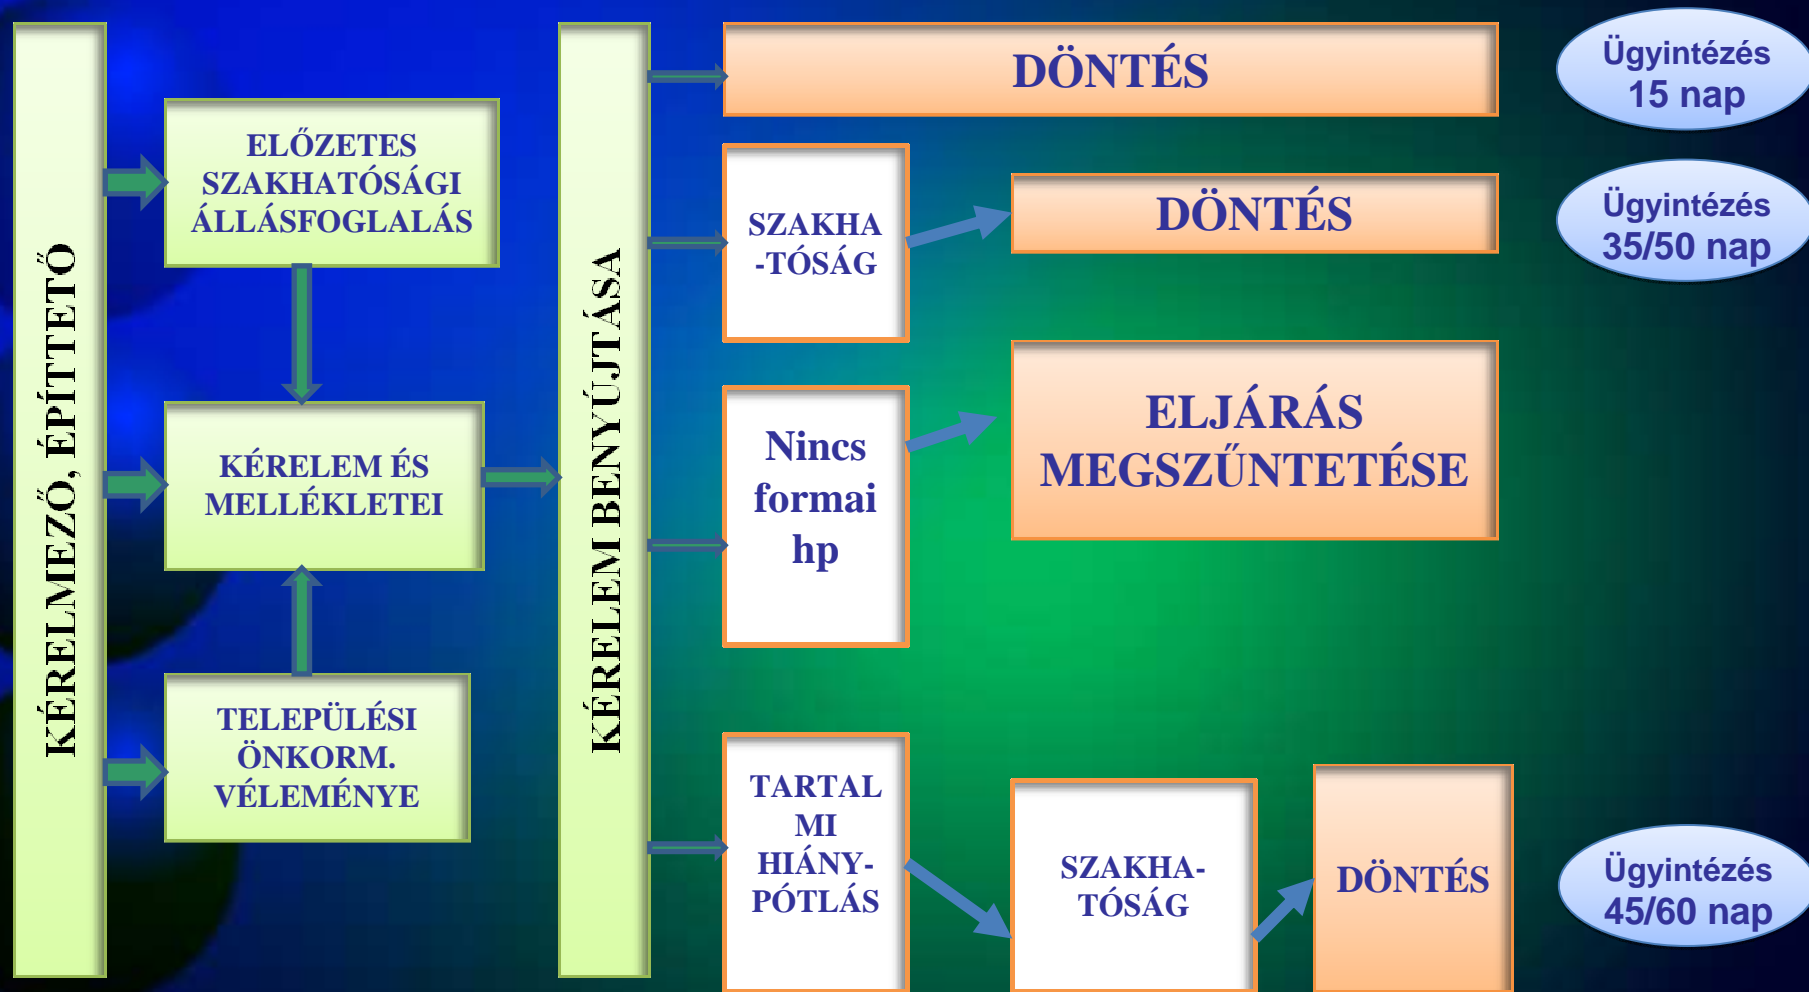 KÉRELMEZŐ, ÉPÍTTETŐ
ELŐZETES
SZAKHATÓSÁGI
ÁLLÁSFOGLALÁS
KÉRELEM ÉS
MELLÉKLETEI
TELEPÜLÉSI
ÖNKORM.
VÉLEMÉNYE
KÉRELEM BENYÚJTÁSA
DÖNTÉS
Ügyintézés
15 nap
SZAKHA
-TÓSÁG
DÖNTÉS
Ügyintézés
35/50 nap
Nincs
formai
hp
ELJÁRÁS
MEGSZŰNTETÉSE
TARTAL
MI
HIÁNY-
PÓTLÁS
SZAKHA-
TÓSÁG
DÖNTÉS
Ügyintézés
45/60 nap